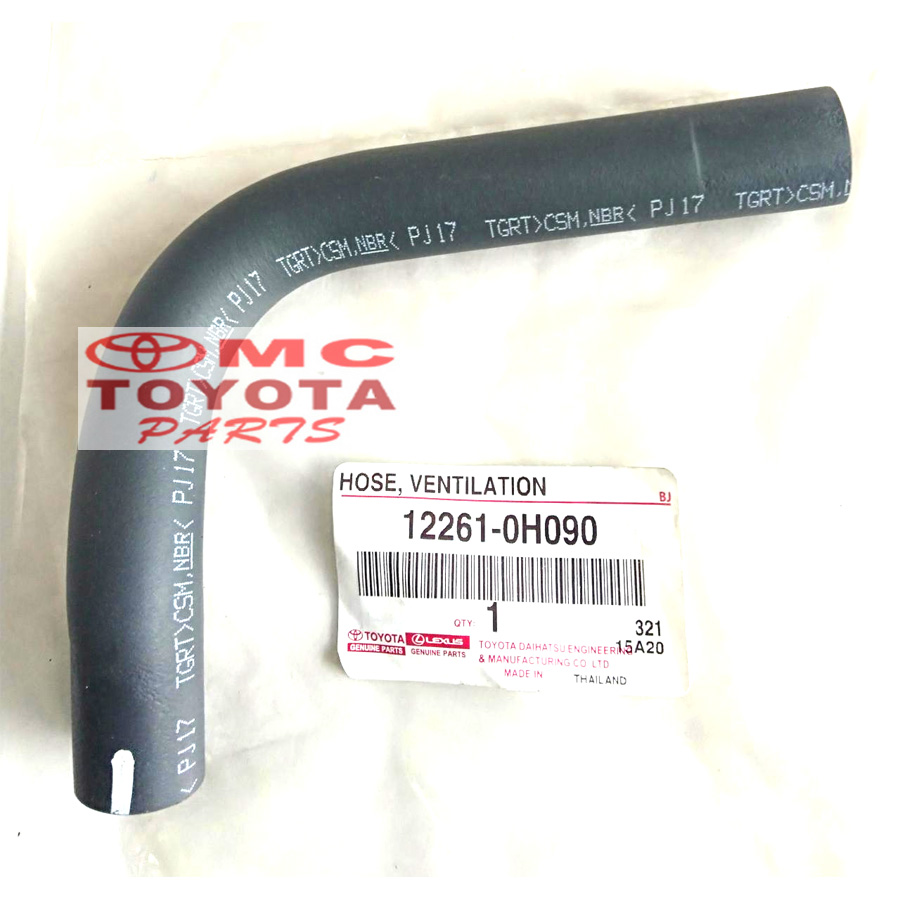 TGRT>CSM,NBR< PJ17 TGRT>CSM,NBR< PJ17 TGRT>CSM,NBR< PJ17 TGRT>CSM,NBR< PJ17 TGRT>CSM,N
< PJ17
MC
TOYOTA
PARTS
HOSE, VENTILATION
BJ
12261-0H090
QTY: 1
321
15A20
TOYOTA
GENUINE PARTS
LEXUS
GENUINE PARTS
TOYOTA DAIHATSU ENGINEERING
& MANUFACTURING CO. LTD
MADE IN THAILAND